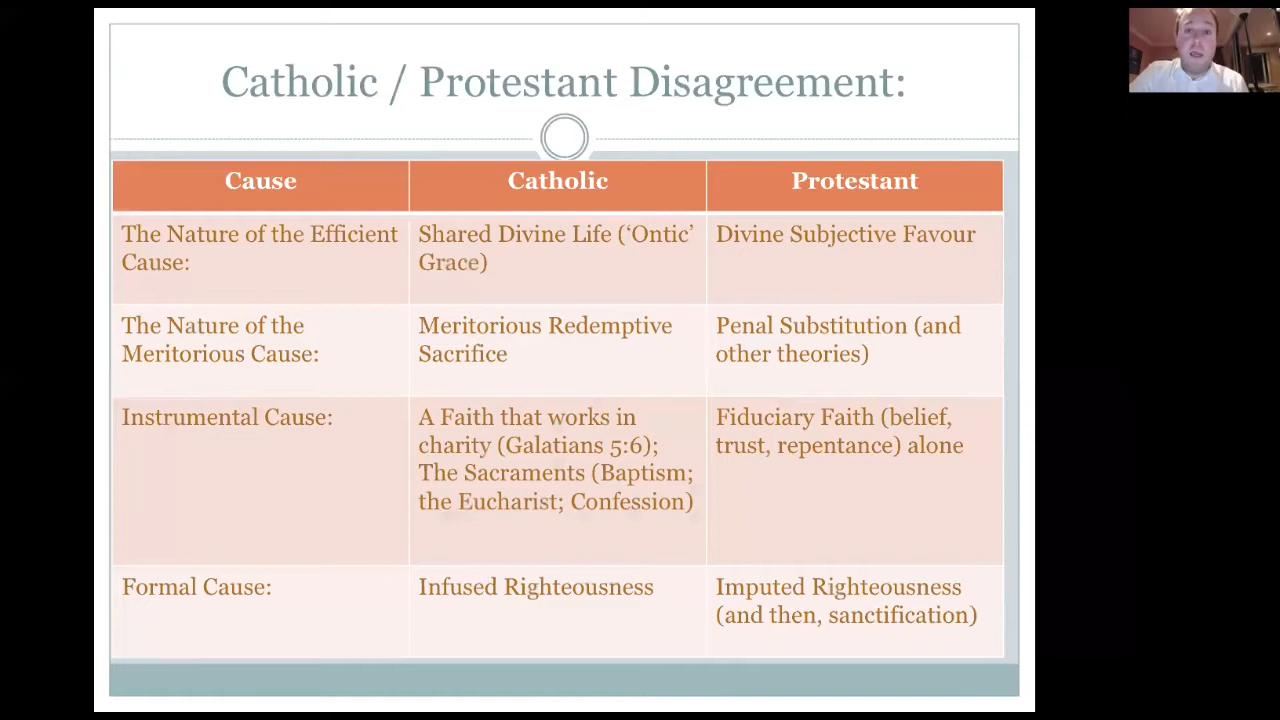 Catholic / Protestant Disagreement:
Cause
Catholic
Protestant
The Nature of the Efficient
Cause:
Shared Divine Life (‘Ontic’
Grace)
Divine Subjective Favour
The Nature of the
Meritorious Cause:
Meritorious Redemptive
Sacrifice
Penal Substitution (and
other theories)
Instrumental Cause:
A Faith that works in
charity (Galatians 5:6);
The Sacraments (Baptism;
the Eucharist; Confession)
Fiduciary Faith (belief,
trust, repentance) alone
Formal Cause:
Infused Righteousness
Imputed Righteousness
(and then, sanctification)